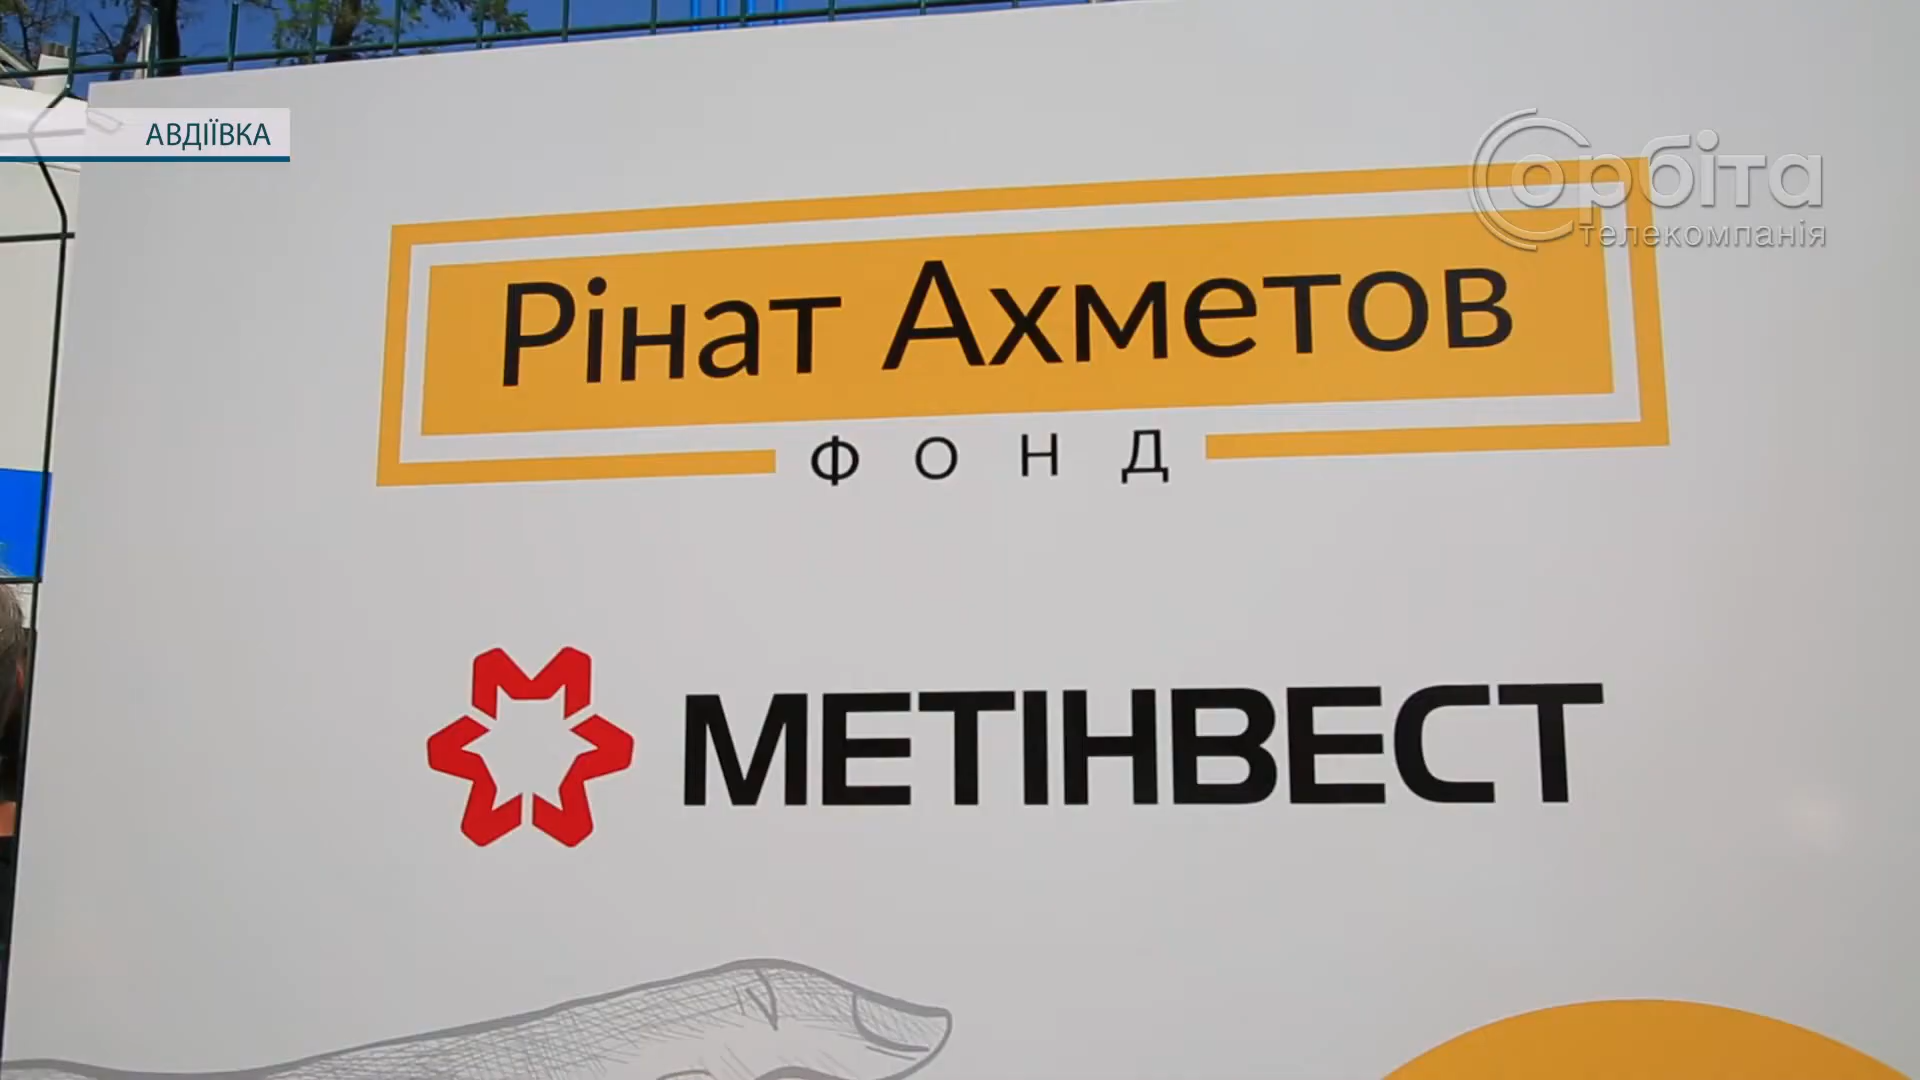 АВДІЇВКА
Орбіта
телекомпанія
Рінат Ахметов
ФОНД
МЕТІНВЕСТ